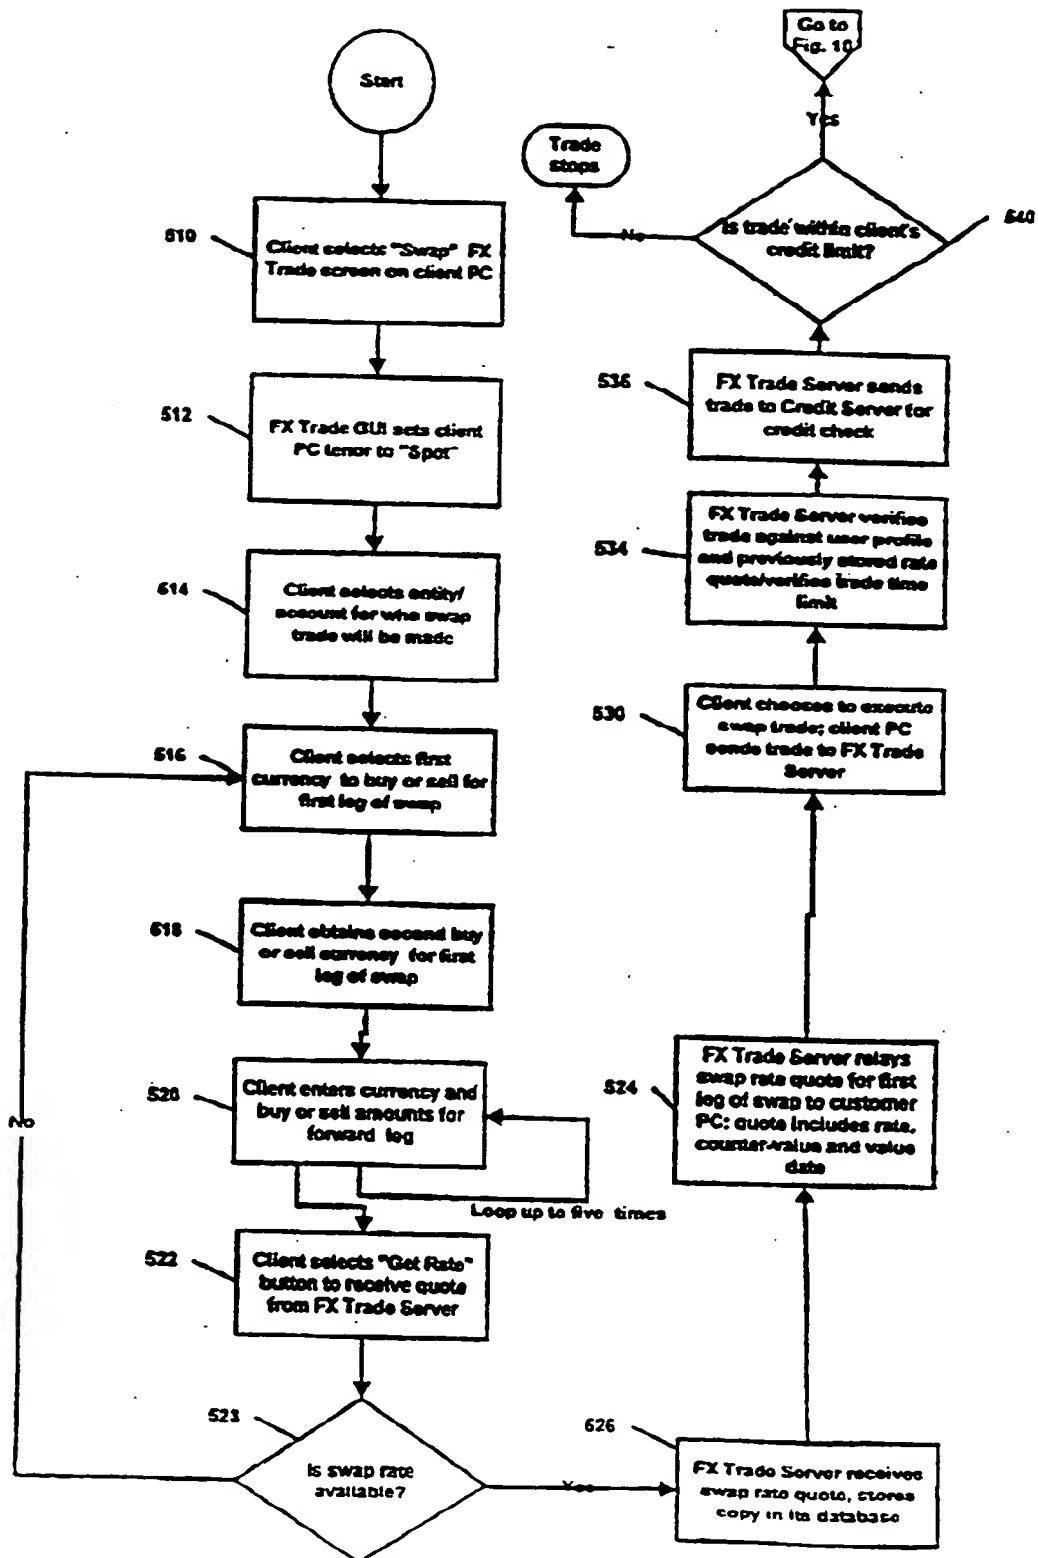 Start
510
Client selects "Swap" FX
Trade screen on client PC
512
FX Trade GUI sets client
PC tenor to "Spot"
514
Client selects entity/
account for who swap
trade will be made
516
Client selects first
currency to buy or sell for
first leg of swap
518
Client obtains second buy
or sell currency for first
leg of swap
520
Client enters currency and
buy or sell amounts for
forward leg
Loop up to five times
522
Client selects "Get Rate"
button to receive quote
from FX Trade Server
523
Is swap rate
available?
No
Yes
526
FX Trade Server receives
swap rate quote, stores
copy in its database
524
FX Trade Server relays
swap rate quote for first
leg of swap to customer
PC: quote includes rate,
counter-value and value
date
530
Client chooses to execute
swap trade; client PC
sends trade to FX Trade
Server
534
FX Trade Server verifies
trade against user profile
and previously stored rate
quote/verifies trade time
limit
536
FX Trade Server sends
trade to Credit Server for
credit check
540
Is trade within client's
credit limit?
No
Trade
stops
Yes
Go to
Fig. 10